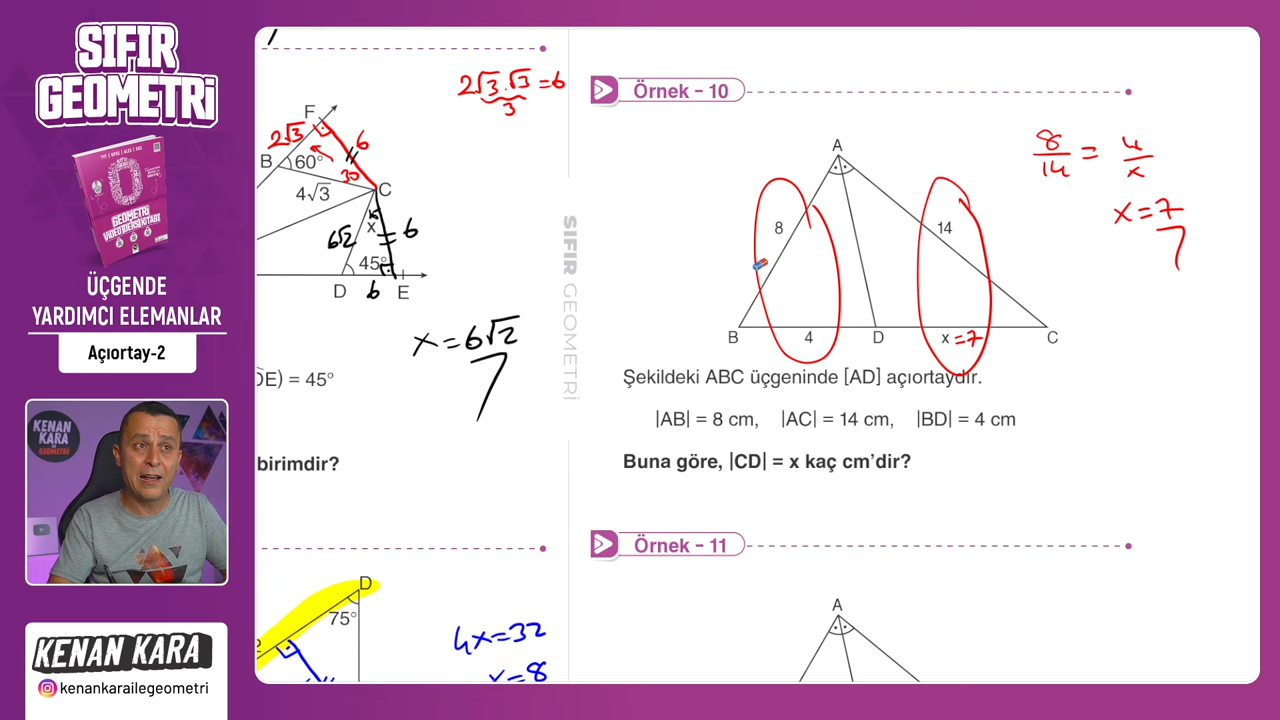 SIFIR
GEOMETRİ
GEOMETRİ
VİDEO DERS KİTABI
ÜÇGENDE
YARDIMCI ELEMANLAR
Açıortay-2
KENAN
KARA
GEOMETRİ
KENAN KARA
kenankarailegeometri
2√3.√3=6
3
F
2√3
6
B
60°
30
4√3
C
x
6√2
6
45°
D
6
E
x=6√2
DE) = 45°
birimdir?
D
75°
2
4x=32
x=8
SIFIR GEOMETRİ
Örnek - 10
8/14 = 4/x
x=7
A
8
14
B
4
D
x =7
C
Şekildeki ABC üçgeninde [AD] açıortaydır.
|AB| = 8 cm, |AC| = 14 cm, |BD| = 4 cm
Buna göre, |CD| = x kaç cm'dir?
Örnek - 11
A